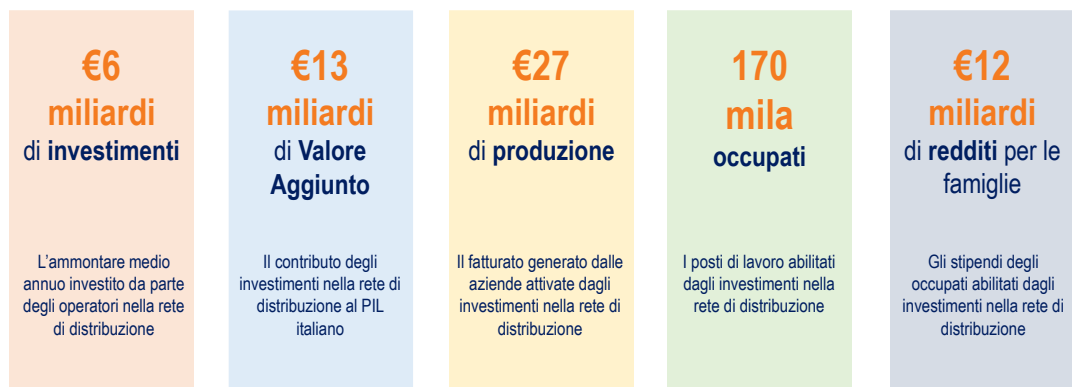 €6
miliardi
di investimenti
L'ammontare medio
annuo investito da parte
degli operatori nella rete
di distribuzione
€13
miliardi
di Valore
Aggiunto
Il contributo degli
investimenti nella rete di
distribuzione al PIL
italiano
€27
miliardi
di produzione
Il fatturato generato dalle
aziende attivate dagli
investimenti nella rete di
distribuzione
170
mila
occupati
I posti di lavoro abilitati
dagli investimenti nella
rete di distribuzione
€12
miliardi
di redditi per le
famiglie
Gli stipendi degli
occupati abilitati dagli
investimenti nella rete di
distribuzione